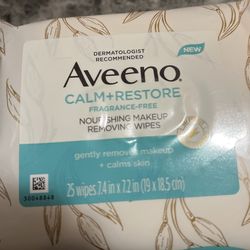 DERMATOLOGIST
RECOMMENDED
NEW
Aveeno
CALM+RESTORE
FRAGRANCE-FREE
NOURISHING MAKEUP
REMOVING WIPES
gently removes makeup
+ calms skin
25 wipes 7.4 in x 7.2 in (19 x 18.5 cm)
30048848